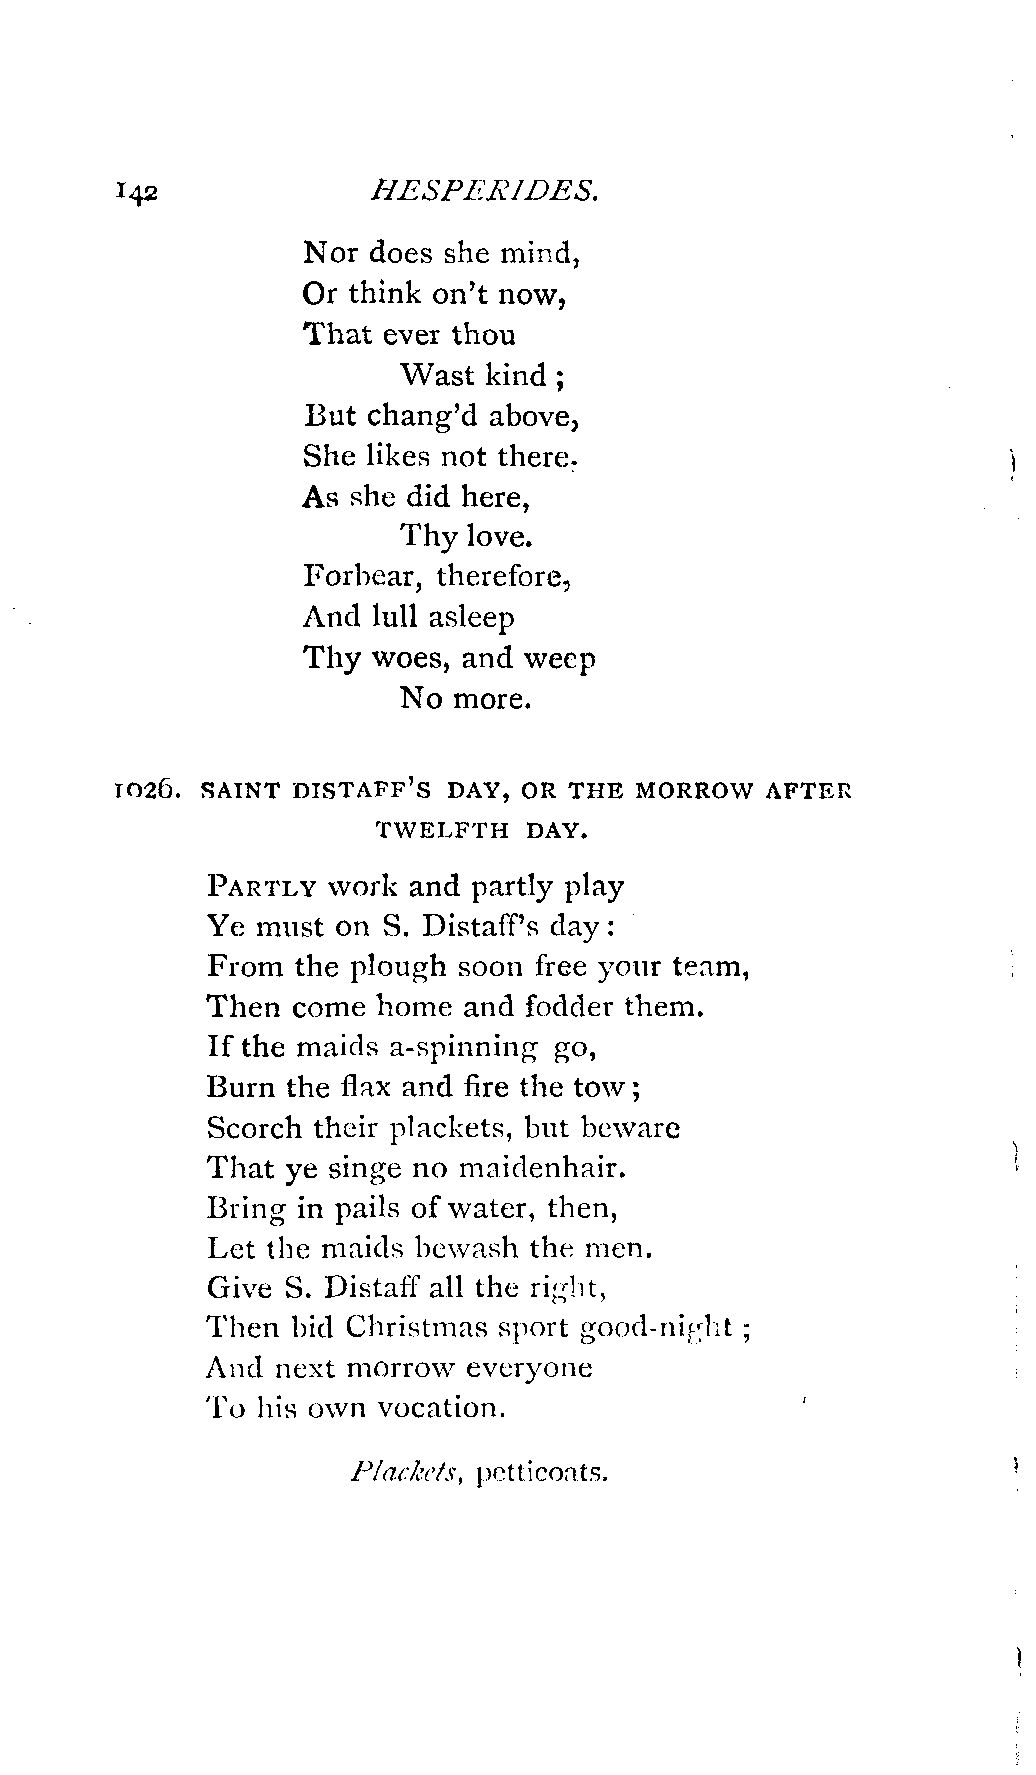 142 HESPERIDES.
Nor does she mind,
Or think on't now,
That ever thou
Wast kind ;
But chang'd above,
She likes not there,
As she did here,
Thy love.
Forbear, therefore,
And lull asleep
Thy woes, and weep
No more.
1026. SAINT DISTAFF'S DAY, OR THE MORROW AFTER
TWELFTH DAY.
PARTLY work and partly play
Ye must on S. Distaff's day :
From the plough soon free your team,
Then come home and fodder them.
If the maids a-spinning go,
Burn the flax and fire the tow ;
Scorch their plackets, but beware
That ye singe no maidenhair.
Bring in pails of water, then,
Let the maids bewash the men.
Give S. Distaff all the right,
Then bid Christmas sport good-night ;
And next morrow everyone
To his own vocation.
Plackets, petticoats.